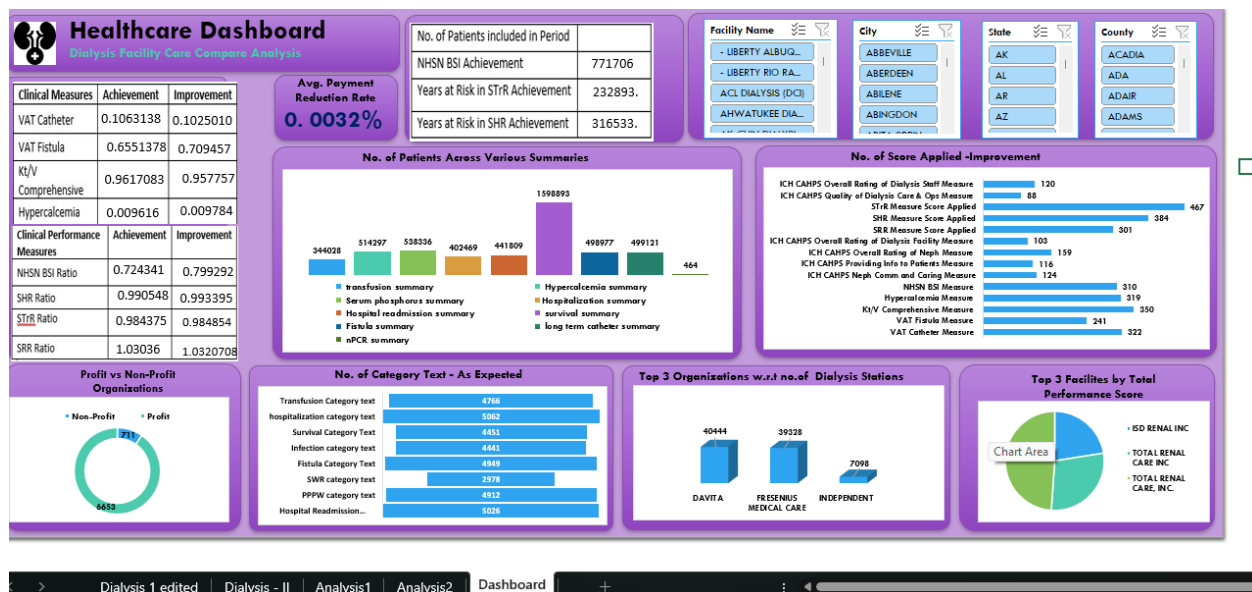 Healthcare Dashboard
Dialysis Facility Care Compare Analysis
Clinical Measures Achievement Improvement
VAT Catheter 0.1063138 0.1025010
VAT Fistula 0.6551378 0.709457
Kt/V
Comprehensive 0.9617083 0.957757
Hypercalcemia 0.009616 0.009784
Clinical Performance
Measures Achievement Improvement
NHSN BSI Ratio 0.724341 0.799292
SHR Ratio 0.990548 0.993395
STrR Ratio 0.984375 0.984854
SRR Ratio 1.03036 1.0320708
Avg. Payment
Reduction Rate
0. 0032%
No. of Patients included in Period
NHSN BSI Achievement 771706
Years at Risk in STrR Achievement 232893.
Years at Risk in SHR Achievement 316533.
Facility Name
- LIBERTY ALBUQ...
- LIBERTY RIO RA...
ACL DIALYSIS (DCI)
AHWATUKEE DIA...
City
ABBEVILLE
ABERDEEN
ABILENE
ABINGDON
State
AK
AL
AR
AZ
County
ACADIA
ADA
ADAIR
ADAMS
No. of Patients Across Various Summaries
344028
514297
538336
402469
441809
1598893
498977
499121
464
transfusion summary
Hypercalcemia summary
Serum phosphorus summary
Hospitalization summary
Hospital readmission summary
survival summary
Fistula summary
long term catheter summary
nPCR summary
No. of Score Applied -Improvement
ICH CAHPS Overall Rating of Dialysis Staff Measure 120
ICH CAHPS Quality of Dialysis Care & Ops Measure 88
STrR Measure Score Applied 467
SHR Measure Score Applied 384
SRR Measure Score Applied 301
ICH CAHPS Overall Rating of Dialysis Facility Measure 103
ICH CAHPS Overall Rating of Neph Measure 159
ICH CAHPS Providing Info to Patients Measure 116
ICH CAHPS Neph Comm and Caring Measure 124
NHSN BSI Measure 310
Hypercalcemia Measure 319
Kt/V Comprehensive Measure 350
VAT Fistula Measure 241
VAT Catheter Measure 322
Profit vs Non-Profit
Organizations
Non-Profit Profit
711
6653
No. of Category Text - As Expected
Transfusion Category text 4766
hospitalization Category text 5062
Survival Category Text 4451
Infection category text 4441
Fistula Category Text 4949
SWR category text 2978
PPPW category text 4912
Hospital Readmission... 5026
Top 3 Organizations w.r.t no.of Dialysis Stations
40444
39328
7098
DAVITA
FRESENIUS
MEDICAL CARE
INDEPENDENT
Top 3 Facilites by Total
Performance Score
Chart Area
ISD RENAL INC
TOTAL RENAL
CARE INC
TOTAL RENAL
CARE, INC.
Dialysis 1 edited Dialysis - II Analysis1 Analysis2 Dashboard